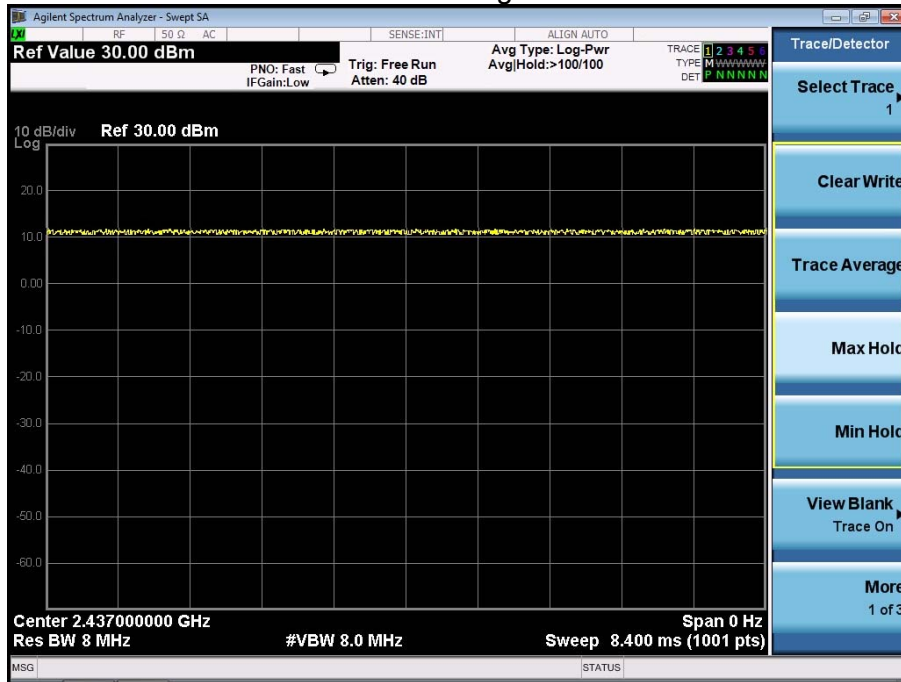 Agilent Spectrum Analyzer - Swept SA
LXI RF 50 Ω AC SENSE:INT ALIGN AUTO
Ref Value 30.00 dBm
PNO: Fast
IFGain:Low
Trig: Free Run
Atten: 40 dB
Avg Type: Log-Pwr
Avg|Hold:>100/100
TRACE 1 2 3 4 5 6
TYPE M WWWWW
DET P N N N N N
Trace/Detector
Select Trace
1
Clear Write
Trace Average
Max Hold
Min Hold
View Blank
Trace On
More
1 of 3
10 dB/div Ref 30.00 dBm
Log
20.0
10.0
0.00
-10.0
-20.0
-30.0
-40.0
-50.0
-60.0
Center 2.437000000 GHz Span 0 Hz
Res BW 8 MHz #VBW 8.0 MHz Sweep 8.400 ms (1001 pts)
MSG STATUS